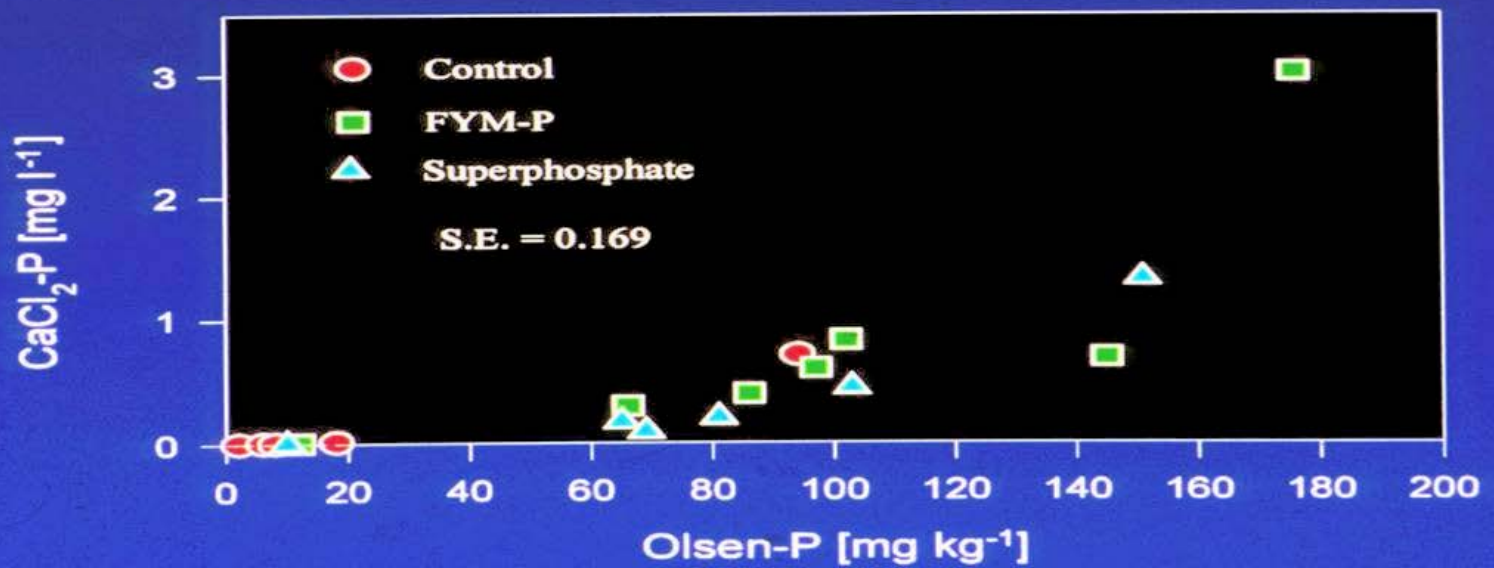 Control
FYM-P
Superphosphate
S.E. = 0.169
3
2
1
0
CaCl₂-P [mg l⁻¹]
0 20 40 60 80 100 120 140 160 180 200
Olsen-P [mg kg⁻¹]